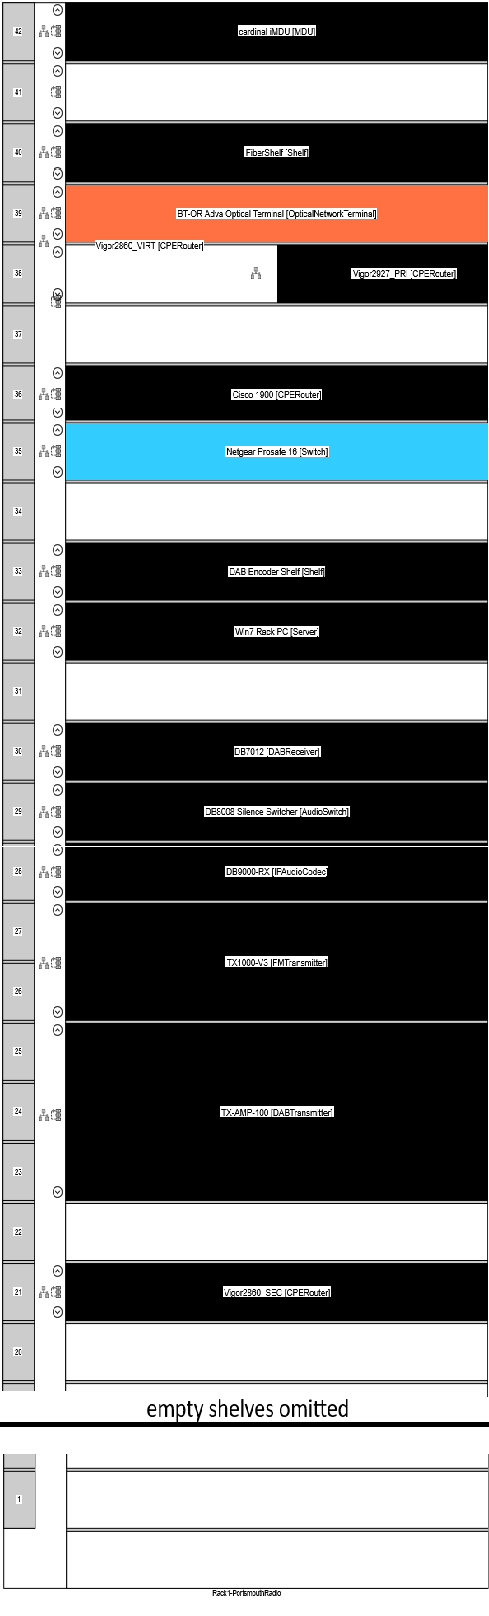 42
cardinal iMDU [MDU]
41
40
FiberShelf [Shelf]
39
BT-OR Adva Optical Terminal [OpticalNetworkTerminal]
Vigor2860_VIRT [CPERouter]
38
Vigor2927_PRI [CPERouter]
37
36
Cisco 1900 [CPERouter]
35
Netgear Prosafe 16 [Switch]
34
33
DAB Encoder Shelf [Shelf]
32
Win7 Rack PC [Server]
31
30
DB7012 [DABReceiver]
29
DB8008 Silence Switcher [AudioSwitch]
28
DB9000-RX [IPAudioCodec]
27
TX1000-V3 [FMTransmitter]
26
25
24
TX-AMP-100 [DABTransmitter]
23
22
21
Vigor2860_SEC [CPERouter]
20
empty shelves omitted
1
Rack1-PortsmouthRadio